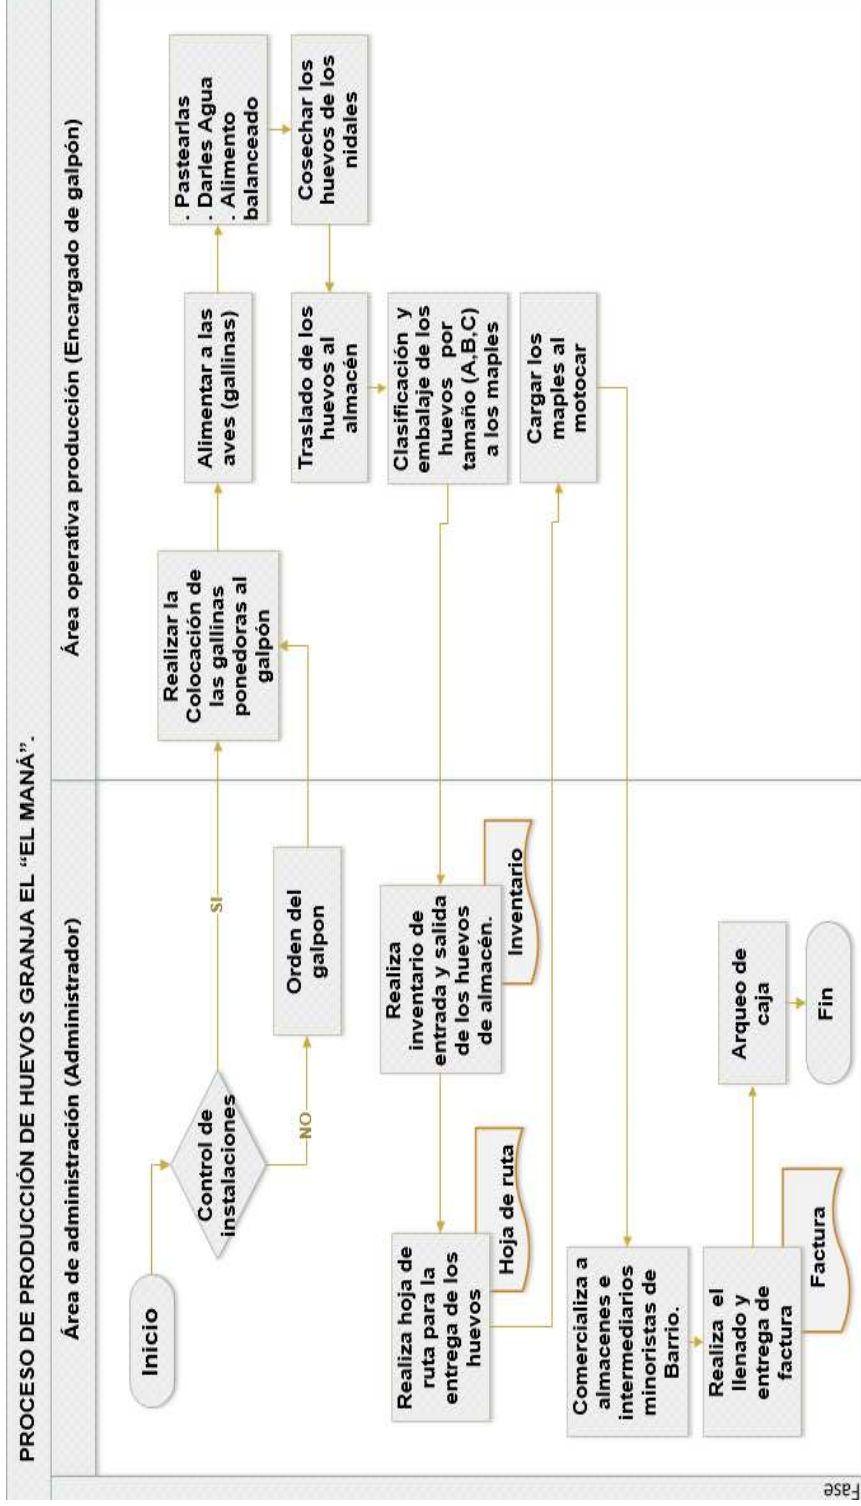 PROCESO DE PRODUCCIÓN DE HUEVOS GRANJA EL “EL MANÁ”.
Área de administración (Administrador)
Área operativa producción (Encargado de galpón)
Fase
Inicio
Control de
instalaciones
SI
NO
Orden del
galpon
Realizar la
Colocación de
las gallinas
ponedoras al
galpón
Alimentar a las
aves (gallinas)
. Pastearlas
. Darles Agua
. Alimento
balanceado
Cosechar los
huevos de los
nidales
Traslado de los
huevos al
almacén
Clasificación y
embalaje de los
huevos por
tamaño (A,B,C)
a los maples
Realiza
inventario de
entrada y salida
de los huevos
de almacén.
Inventario
Realiza hoja de
ruta para la
entrega de los
huevos
Hoja de ruta
Cargar los
maples al
motocar
Comercializa a
almacenes e
intermediarios
minoristas de
Barrio.
Realiza el
llenado y
entrega de
factura
Factura
Arqueo de
caja
Fin